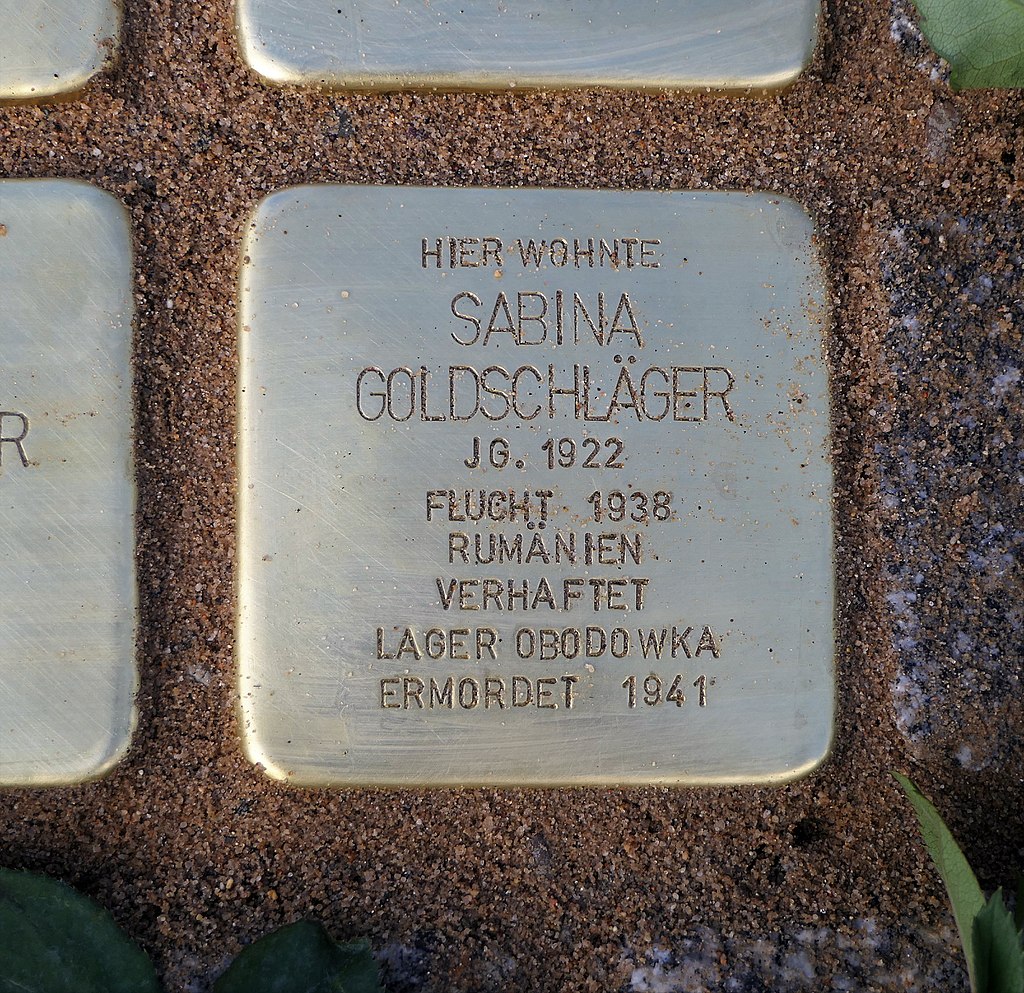 HIER WOHNTE
SABINA
GOLDSCHLÄGER
JG. 1922
FLUCHT 1938
RUMÄNIEN
VERHAFTET
LAGER OBODOWKA
ERMORDET 1941